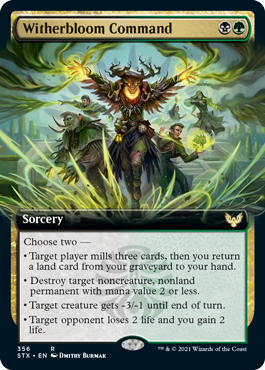 Witherbloom Command
Sorcery
Choose two —
• Target player mills three cards, then you return
a land card from your graveyard to your hand.
• Destroy target noncreature, nonland
permanent with mana value 2 or less.
• Target creature gets -3/-1 until end of turn.
• Target opponent loses 2 life and you gain 2
life.
356 R
STX • EN DMITRY BURMAK
™ & © 2021 Wizards of the Coast